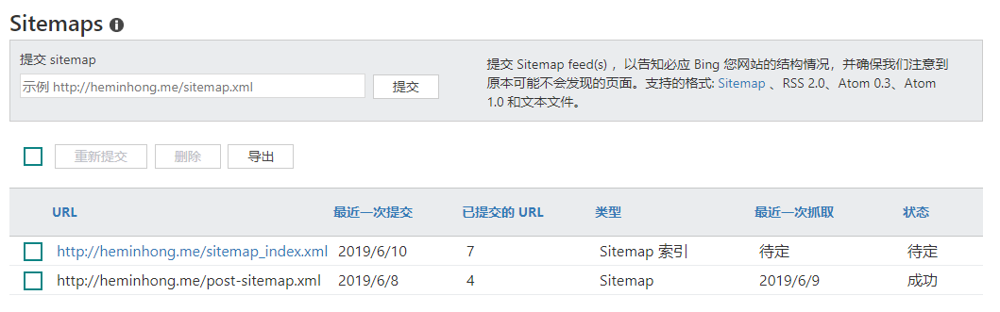 Sitemaps
提交 sitemap
示例 http://heminhong.me/sitemap.xml
提交
提交 Sitemap feed(s) ，以告知必应 Bing 您网站的结构情况，并确保我们注意到
原本可能不会发现的页面。支持的格式: Sitemap 、RSS 2.0、Atom 0.3、Atom
1.0 和文本文件。
重新提交 删除 导出
URL 最近一次提交 已提交的 URL 类型 最近一次抓取 状态
http://heminhong.me/sitemap_index.xml 2019/6/10 7 Sitemap 索引 待定 待定
http://heminhong.me/post-sitemap.xml 2019/6/8 4 Sitemap 2019/6/9 成功